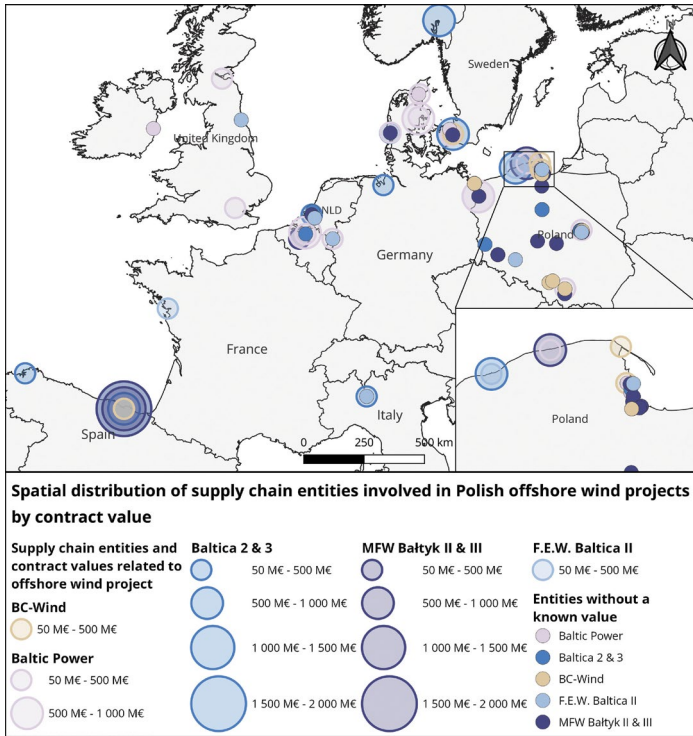 Sweden
United Kingdom
NLD
Poland
Germany
France
Italy
Spain
0 250 500 km
Poland
Spatial distribution of supply chain entities involved in Polish offshore wind projects
by contract value
Supply chain entities and
contract values related to
offshore wind project
BC-Wind
50 M€ - 500 M€
Baltic Power
50 M€ - 500 M€
500 M€ - 1 000 M€
Baltica 2 & 3
50 M€ - 500 M€
500 M€ - 1 000 M€
1 000 M€ - 1 500 M€
1 500 M€ - 2 000 M€
MFW Bałtyk II & III
50 M€ - 500 M€
500 M€ - 1 000 M€
1 000 M€ - 1 500 M€
1 500 M€ - 2 000 M€
F.E.W. Baltica II
50 M€ - 500 M€
Entities without a
known value
Baltic Power
Baltica 2 & 3
BC-Wind
F.E.W. Baltica II
MFW Bałtyk II & III